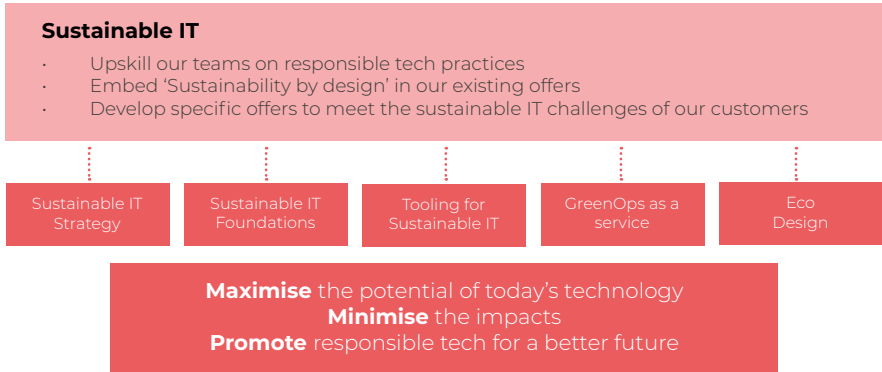 Sustainable IT
· Upskill our teams on responsible tech practices
· Embed ‘Sustainability by design’ in our existing offers
· Develop specific offers to meet the sustainable IT challenges of our customers
Sustainable IT
Strategy
Sustainable IT
Foundations
Tooling for
Sustainable IT
GreenOps as a
service
Eco
Design
Maximise the potential of today’s technology
Minimise the impacts
Promote responsible tech for a better future